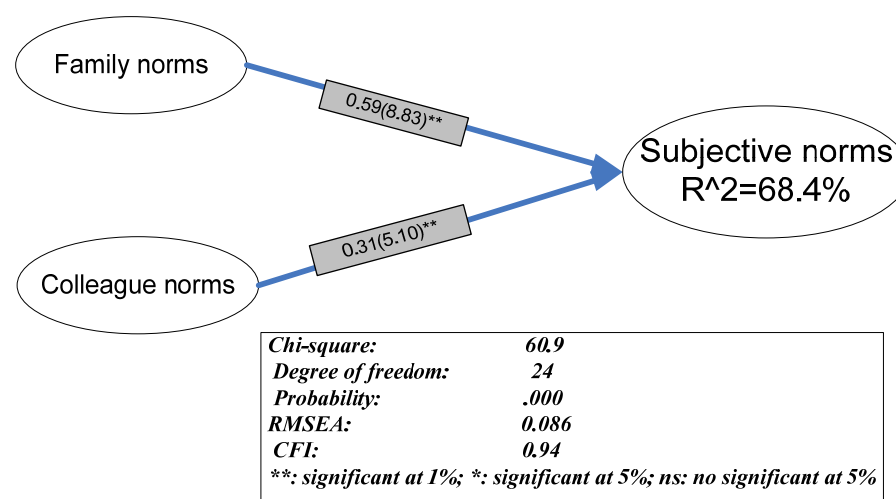 Family norms
0.59(8.83)**
Subjective norms
R^2=68.4%
0.31(5.10)**
Colleague norms
Chi-square: 60.9
Degree of freedom: 24
Probability: .000
RMSEA: 0.086
CFI: 0.94
**: significant at 1%; *: significant at 5%; ns: no significant at 5%